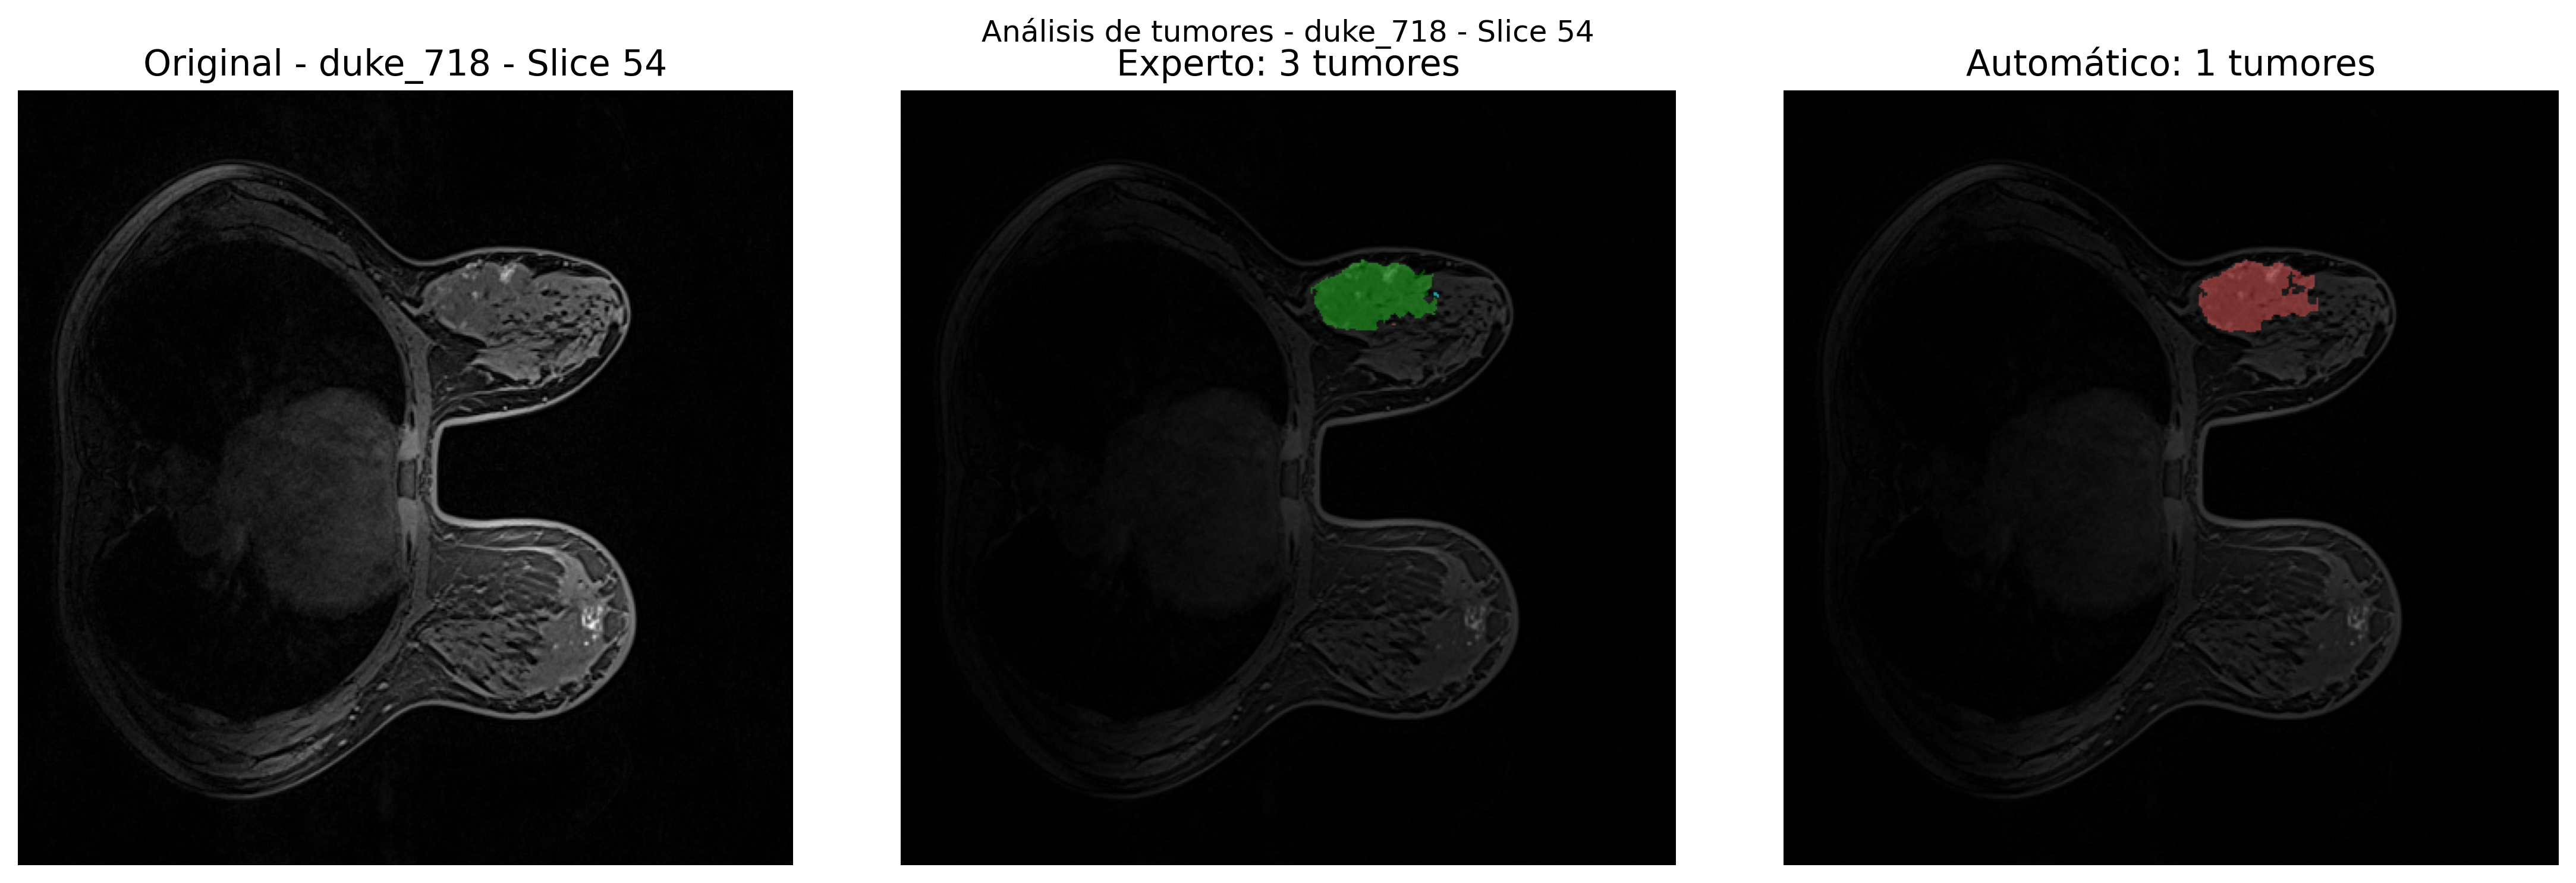 Análisis de tumores - duke_718 - Slice 54
Original - duke_718 - Slice 54
Experto: 3 tumores
Automático: 1 tumores